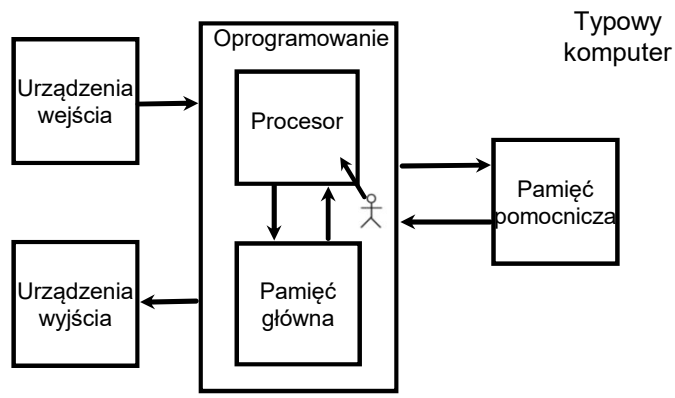 Typowy
komputer
Oprogramowanie
Urządzenia
wejścia
Procesor
Pamięć
pomocnicza
Urządzenia
wyjścia
Pamięć
główna